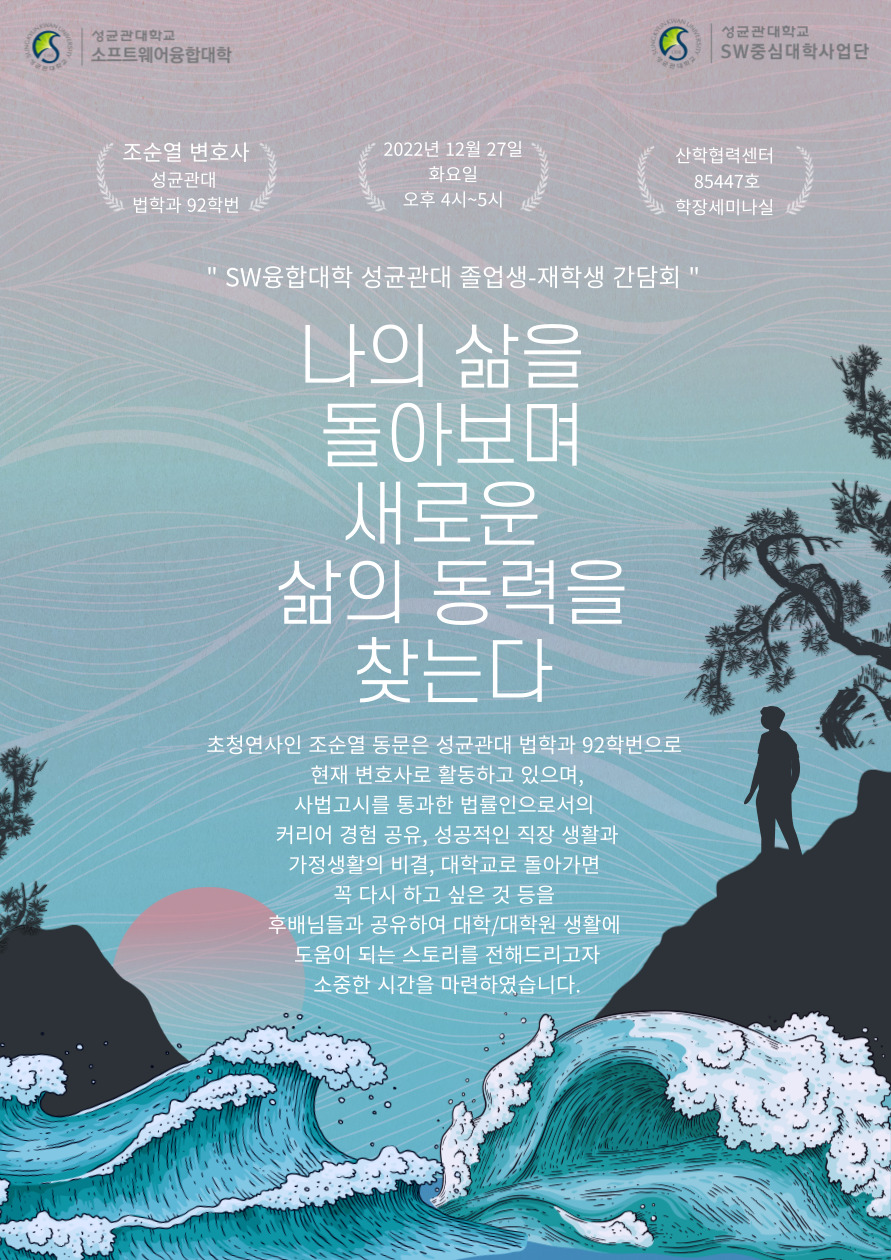 성균관대학교
소프트웨어융합대학
성균관대학교
SW중심대학사업단
조순열 변호사
성균관대
법학과 92학번
2022년 12월 27일
화요일
오후 4시~5시
산학협력센터
85447호
학장세미나실
" SW융합대학 성균관대 졸업생-재학생 간담회 "
나의 삶을
돌아보며
새로운
삶의 동력을
찾는다
초청연사인 조순열 동문은 성균관대 법학과 92학번으로
현재 변호사로 활동하고 있으며,
사법고시를 통과한 법률인으로서의
커리어 경험 공유, 성공적인 직장 생활과
가정생활의 비결, 대학교로 돌아가면
꼭 다시 하고 싶은 것 등을
후배님들과 공유하여 대학/대학원 생활에
도움이 되는 스토리를 전해드리고자
소중한 시간을 마련하였습니다.